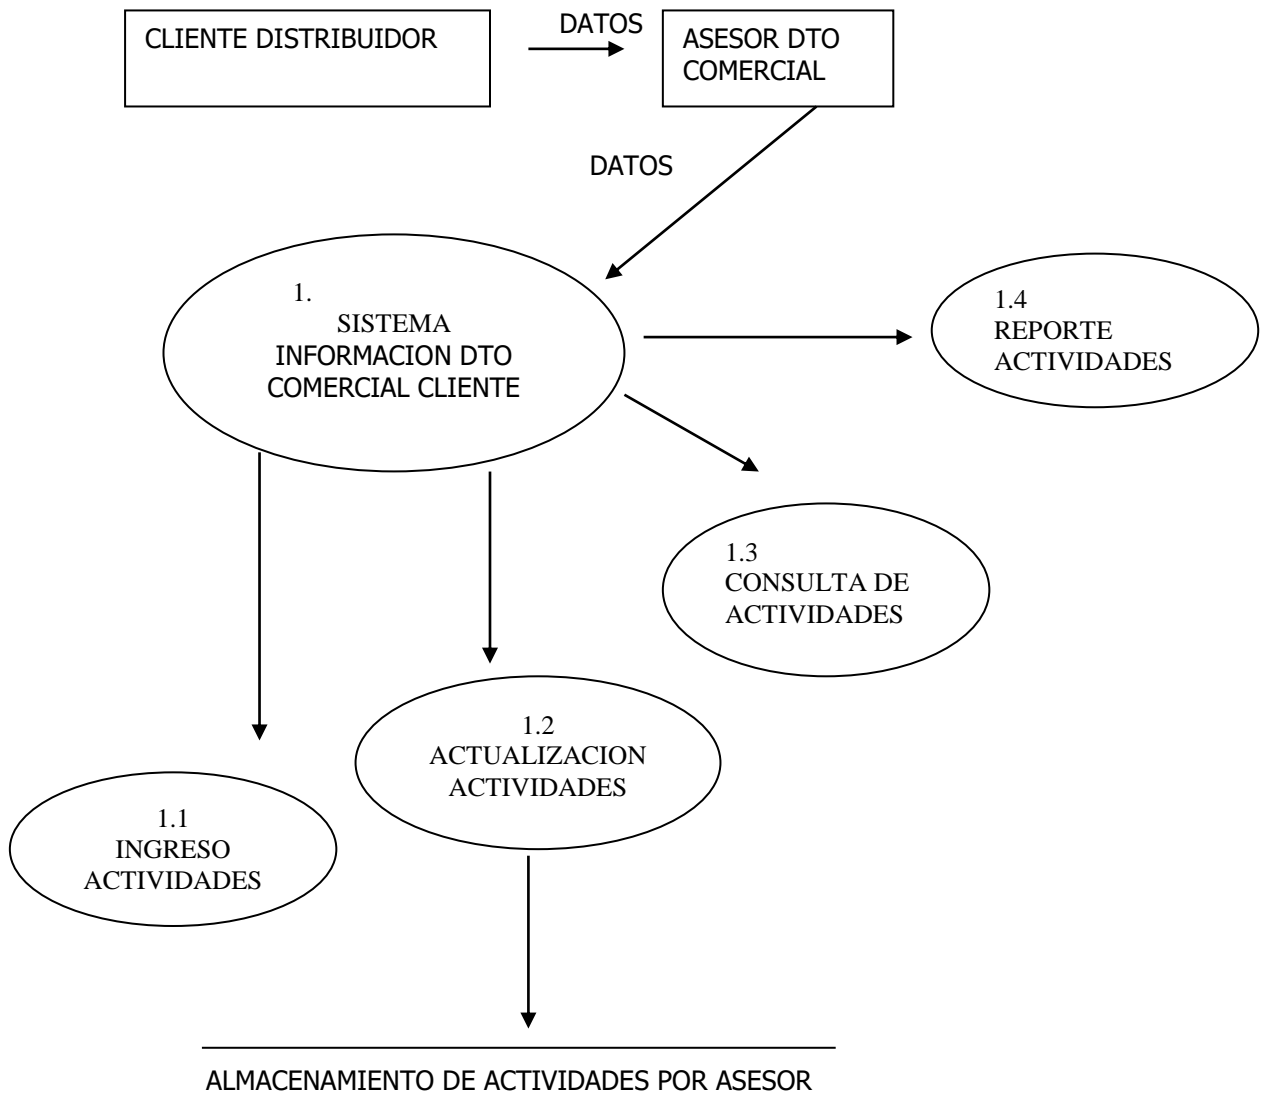 CLIENTE DISTRIBUIDOR
DATOS
ASESOR DTO
COMERCIAL
DATOS
1.
SISTEMA
INFORMACION DTO
COMERCIAL CLIENTE
1.4
REPORTE
ACTIVIDADES
1.3
CONSULTA DE
ACTIVIDADES
1.2
ACTUALIZACION
ACTIVIDADES
1.1
INGRESO
ACTIVIDADES
ALMACENAMIENTO DE ACTIVIDADES POR ASESOR